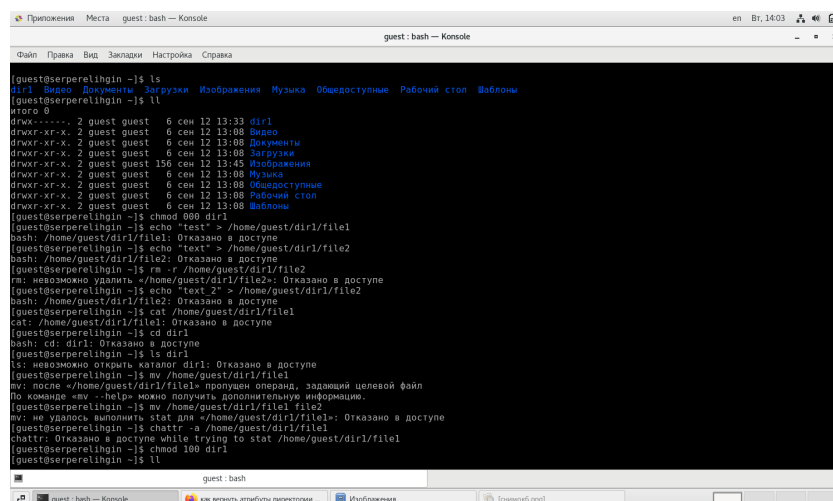 Приложения Места guest : bash — Konsole en Вт, 14:03
guest : bash — Konsole
Файл Правка Вид Закладки Настройка Справка
[guest@serperelihgin ~]$ ls
dir1 Видео Документы Загрузки Изображения Музыка Общедоступные Рабочий стол Шаблоны
[guest@serperelihgin ~]$ ll
итого 0
drwx------. 2 guest guest 6 сен 12 13:33 dir1
drwxr-xr-x. 2 guest guest 6 сен 12 13:08 Видео
drwxr-xr-x. 2 guest guest 6 сен 12 13:08 Документы
drwxr-xr-x. 2 guest guest 6 сен 12 13:08 Загрузки
drwxr-xr-x. 2 guest guest 156 сен 12 13:45 Изображения
drwxr-xr-x. 2 guest guest 6 сен 12 13:08 Музыка
drwxr-xr-x. 2 guest guest 6 сен 12 13:08 Общедоступные
drwxr-xr-x. 2 guest guest 6 сен 12 13:08 Рабочий стол
drwxr-xr-x. 2 guest guest 6 сен 12 13:08 Шаблоны
[guest@serperelihgin ~]$ chmod 000 dir1
[guest@serperelihgin ~]$ echo "test" > /home/guest/dir1/file1
bash: /home/guest/dir1/file1: Отказано в доступе
[guest@serperelihgin ~]$ echo "text" > /home/guest/dir1/file2
bash: /home/guest/dir1/file2: Отказано в доступе
[guest@serperelihgin ~]$ rm -r /home/guest/dir1/file2
rm: невозможно удалить «/home/guest/dir1/file2»: Отказано в доступе
[guest@serperelihgin ~]$ echo "text_2" > /home/guest/dir1/file2
bash: /home/guest/dir1/file2: Отказано в доступе
[guest@serperelihgin ~]$ cat /home/guest/dir1/file1
cat: /home/guest/dir1/file1: Отказано в доступе
[guest@serperelihgin ~]$ cd dir1
bash: cd: dir1: Отказано в доступе
[guest@serperelihgin ~]$ ls dir1
ls: невозможно открыть каталог dir1: Отказано в доступе
[guest@serperelihgin ~]$ mv /home/guest/dir1/file1
mv: после «/home/guest/dir1/file1» пропущен операнд, задающий целевой файл
По команде «mv --help» можно получить дополнительную информацию.
[guest@serperelihgin ~]$ mv /home/guest/dir1/file1 file2
mv: не удалось выполнить stat для «/home/guest/dir1/file1»: Отказано в доступе
[guest@serperelihgin ~]$ chattr -a /home/guest/dir1/file1
chattr: Отказано в доступе while trying to stat /home/guest/dir1/file1
[guest@serperelihgin ~]$ chmod 100 dir1
[guest@serperelihgin ~]$ ll
guest : bash
guest : bash — Konsole как вернуть атрибуты директории... Изображения [снимок6.png]